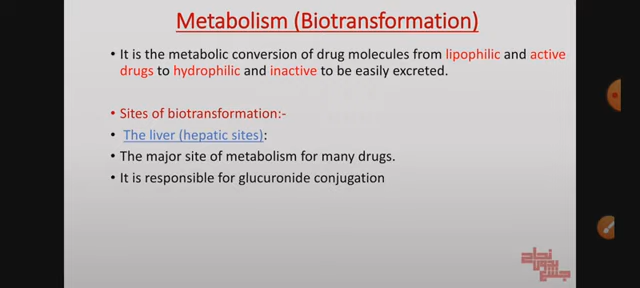 Metabolism (Biotransformation)
• It is the metabolic conversion of drug molecules from lipophilic and active
drugs to hydrophilic and inactive to be easily excreted.
• Sites of biotransformation:-
• The liver (hepatic sites):
• The major site of metabolism for many drugs.
• It is responsible for glucuronide conjugation